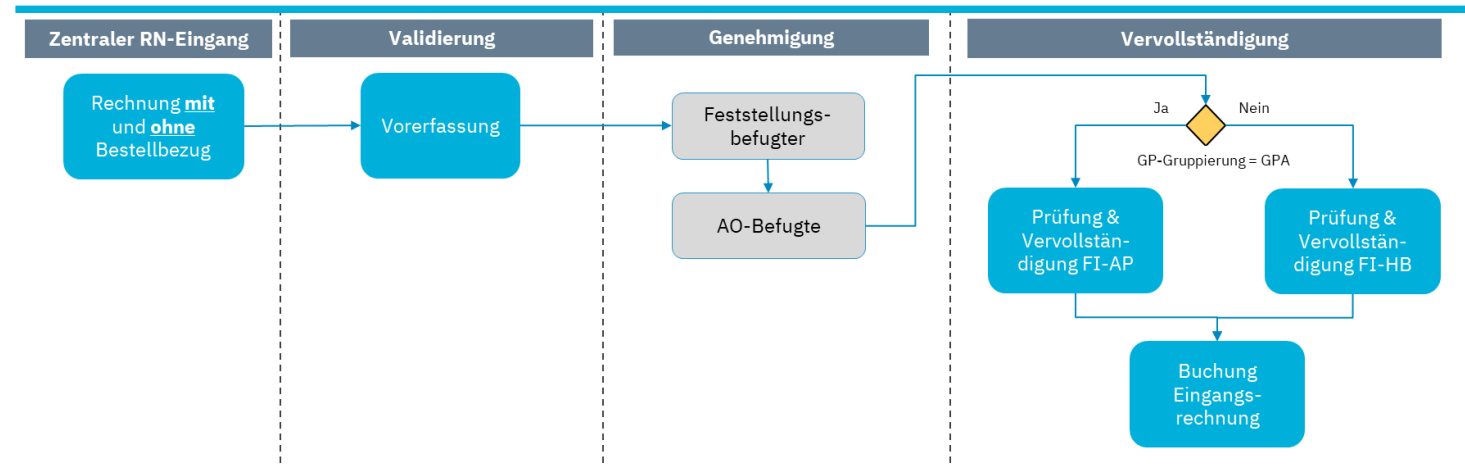 Zentraler RN-Eingang
Validierung
Genehmigung
Vervollständigung
Rechnung mit
und ohne
Bestellbezug
Vorerfassung
Feststellungs-
befugter
AO-Befugte
Ja
Nein
GP-Gruppierung = GPA
Prüfung &
Vervollstän-
digung FI-AP
Prüfung &
Vervollstän-
digung FI-HB
Buchung
Eingangs-
rechnung